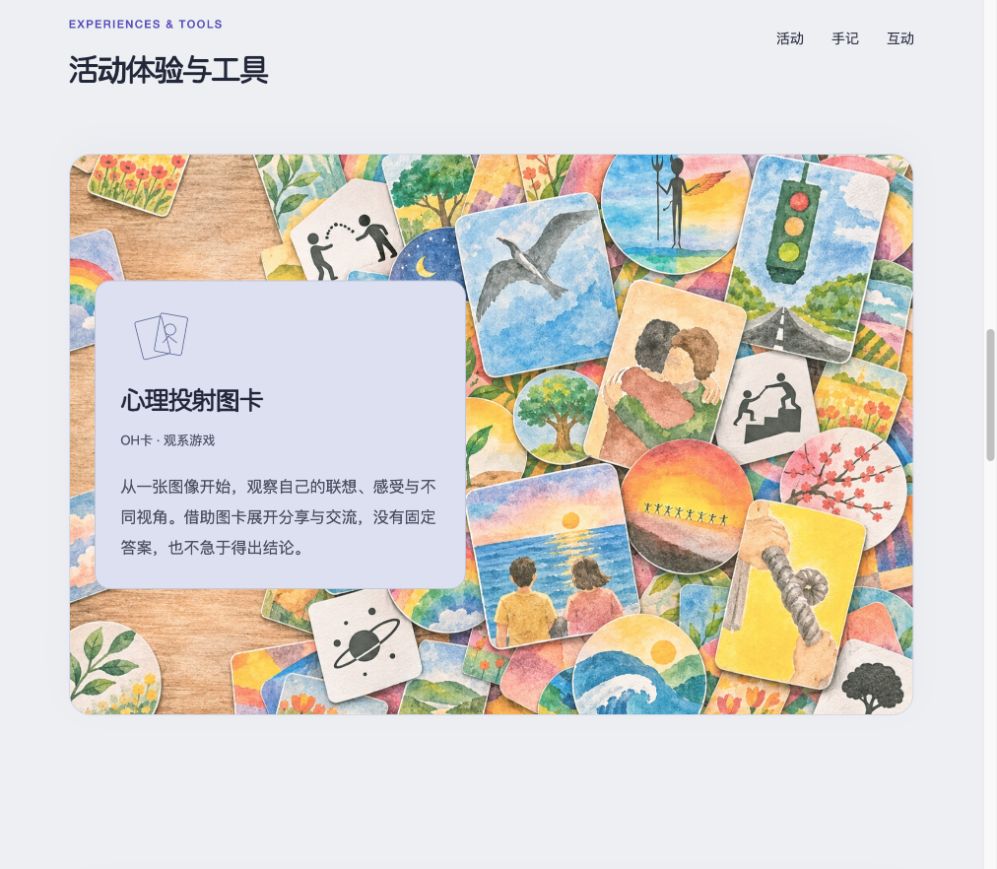 EXPERIENCES & TOOLS
活动体验与工具
活动 手记 互动
心理投射图卡
OH卡 · 观系游戏
从一张图像开始，观察自己的联想、感受与不
同视角。借助图卡展开分享与交流，没有固定
答案，也不急于得出结论。